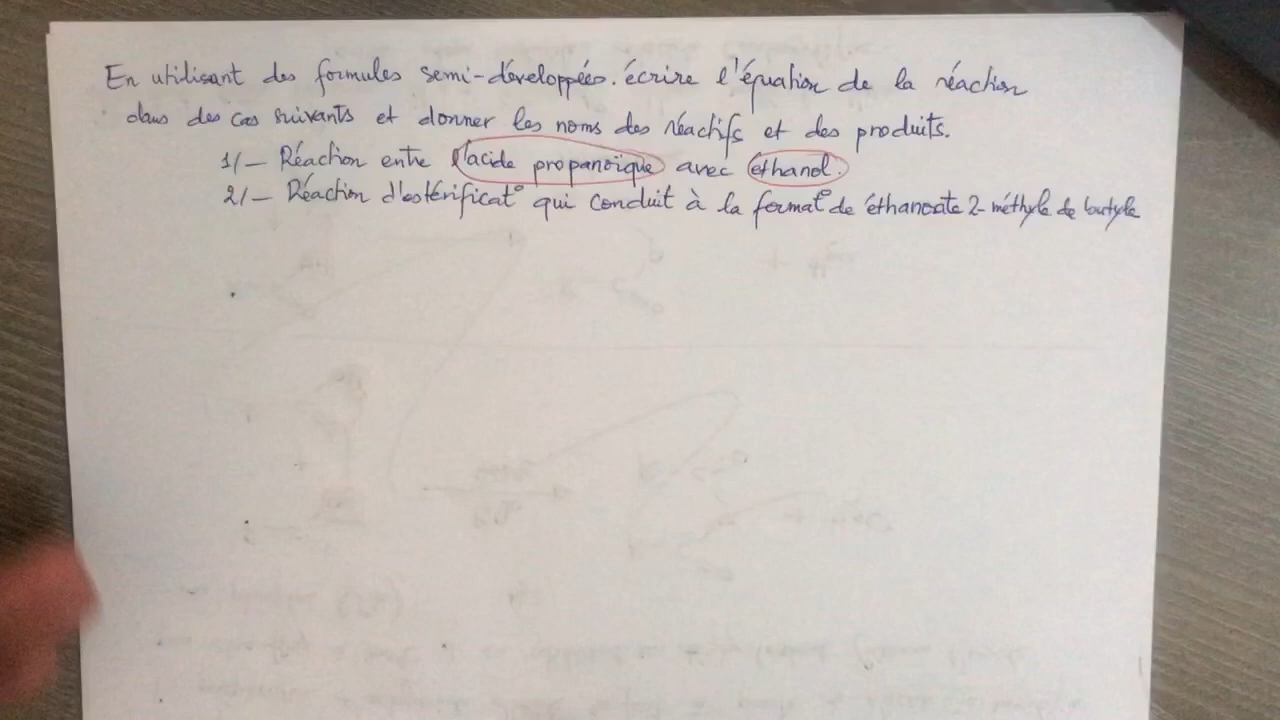 En utilisant des formules semi-développées. écrire l'équation de la réaction
dans des cas suivants et donner les noms des réactifs et des produits.
1/- Réaction entre l'acide propanoïque avec éthanol.
2/- Réaction d'estérificat° qui conduit à la format° de éthanoate 2-méthyle de butyle